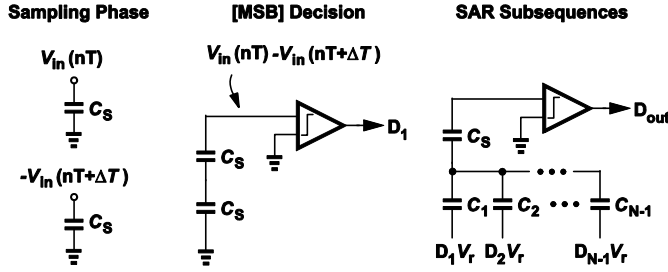 Sampling Phase
[MSB] Decision
SAR Subsequences
Vin(nT)
CS
-Vin(nT+ΔT)
CS
Vin(nT) -Vin(nT+ΔT)
D1
CS
CS
Dout
CS
C1 C2 CN-1
D1Vr D2Vr DN-1Vr